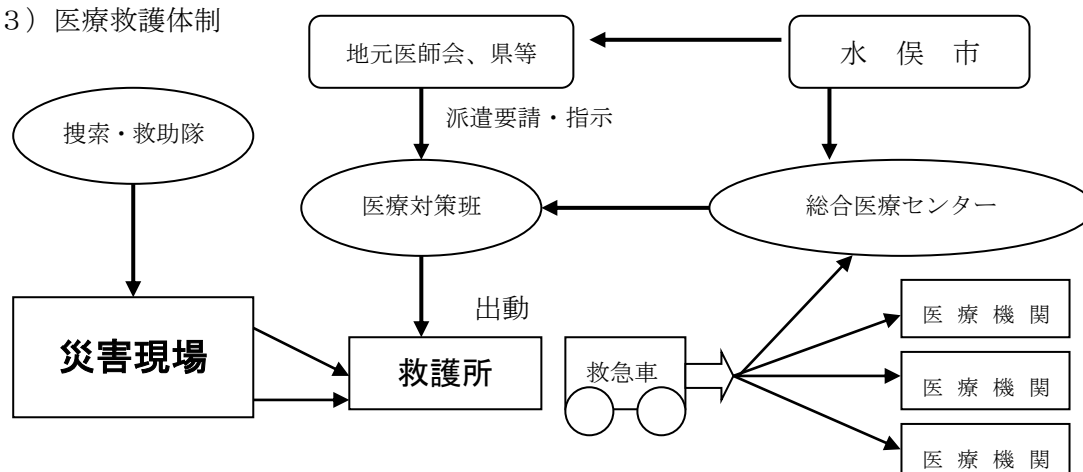 3）医療救護体制
地元医師会、県等
水 俣 市
派遣要請・指示
捜索・救助隊
医療対策班
総合医療センター
出動
災害現場
救護所
救急車
医 療 機 関
医 療 機 関
医 療 機 関